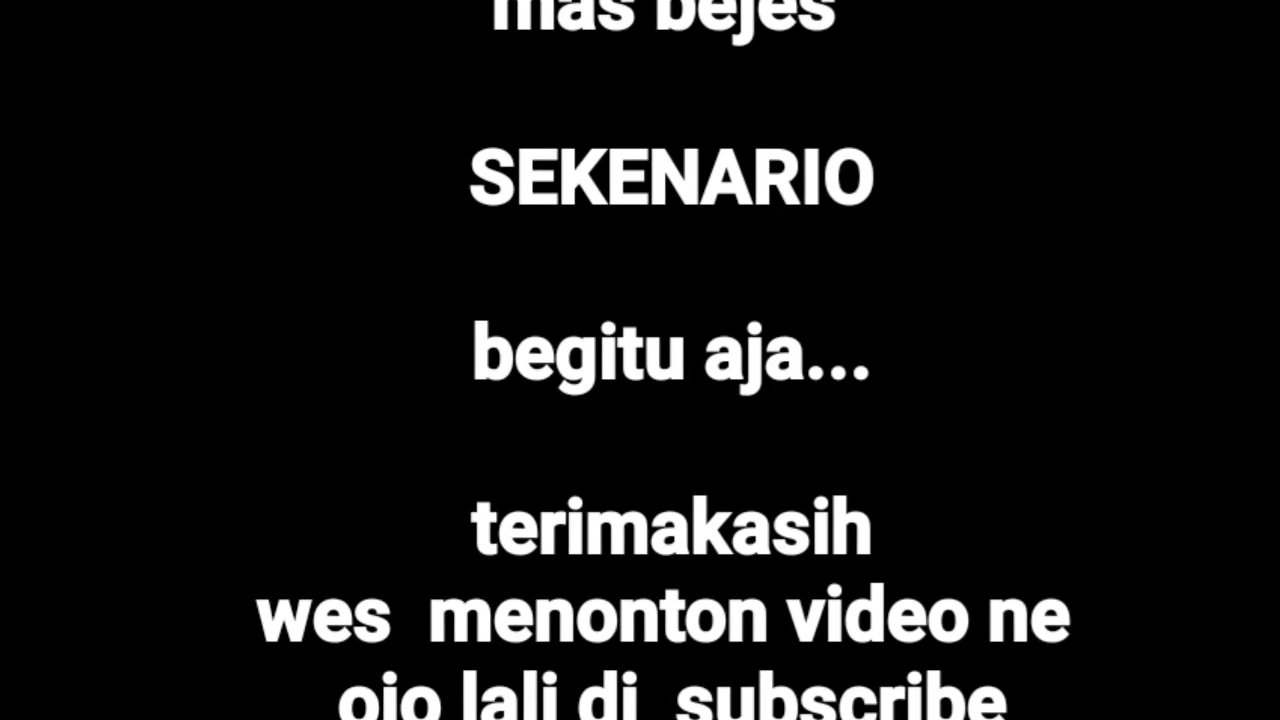 mas bejes
SEKENARIO
begitu aja...
terimakasih
wes menonton video ne
ojo lali di subscribe